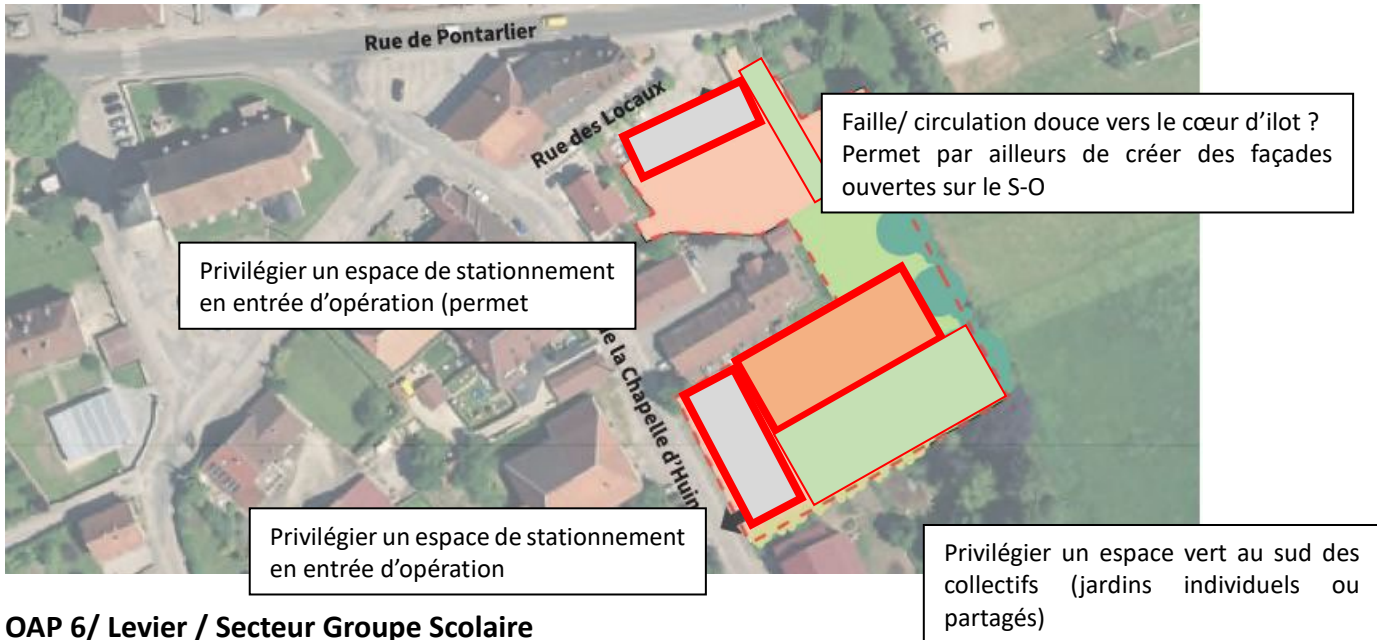 Rue de Pontarlier
Rue des Locaux
Faille/ circulation douce vers le cœur d’ilot ?
Permet par ailleurs de créer des façades
ouvertes sur le S-O
Privilégier un espace de stationnement
en entrée d’opération (permet
e la Chapelle d'Huin
Privilégier un espace de stationnement
en entrée d’opération
Privilégier un espace vert au sud des
collectifs (jardins individuels ou
partagés)
OAP 6/ Levier / Secteur Groupe Scolaire